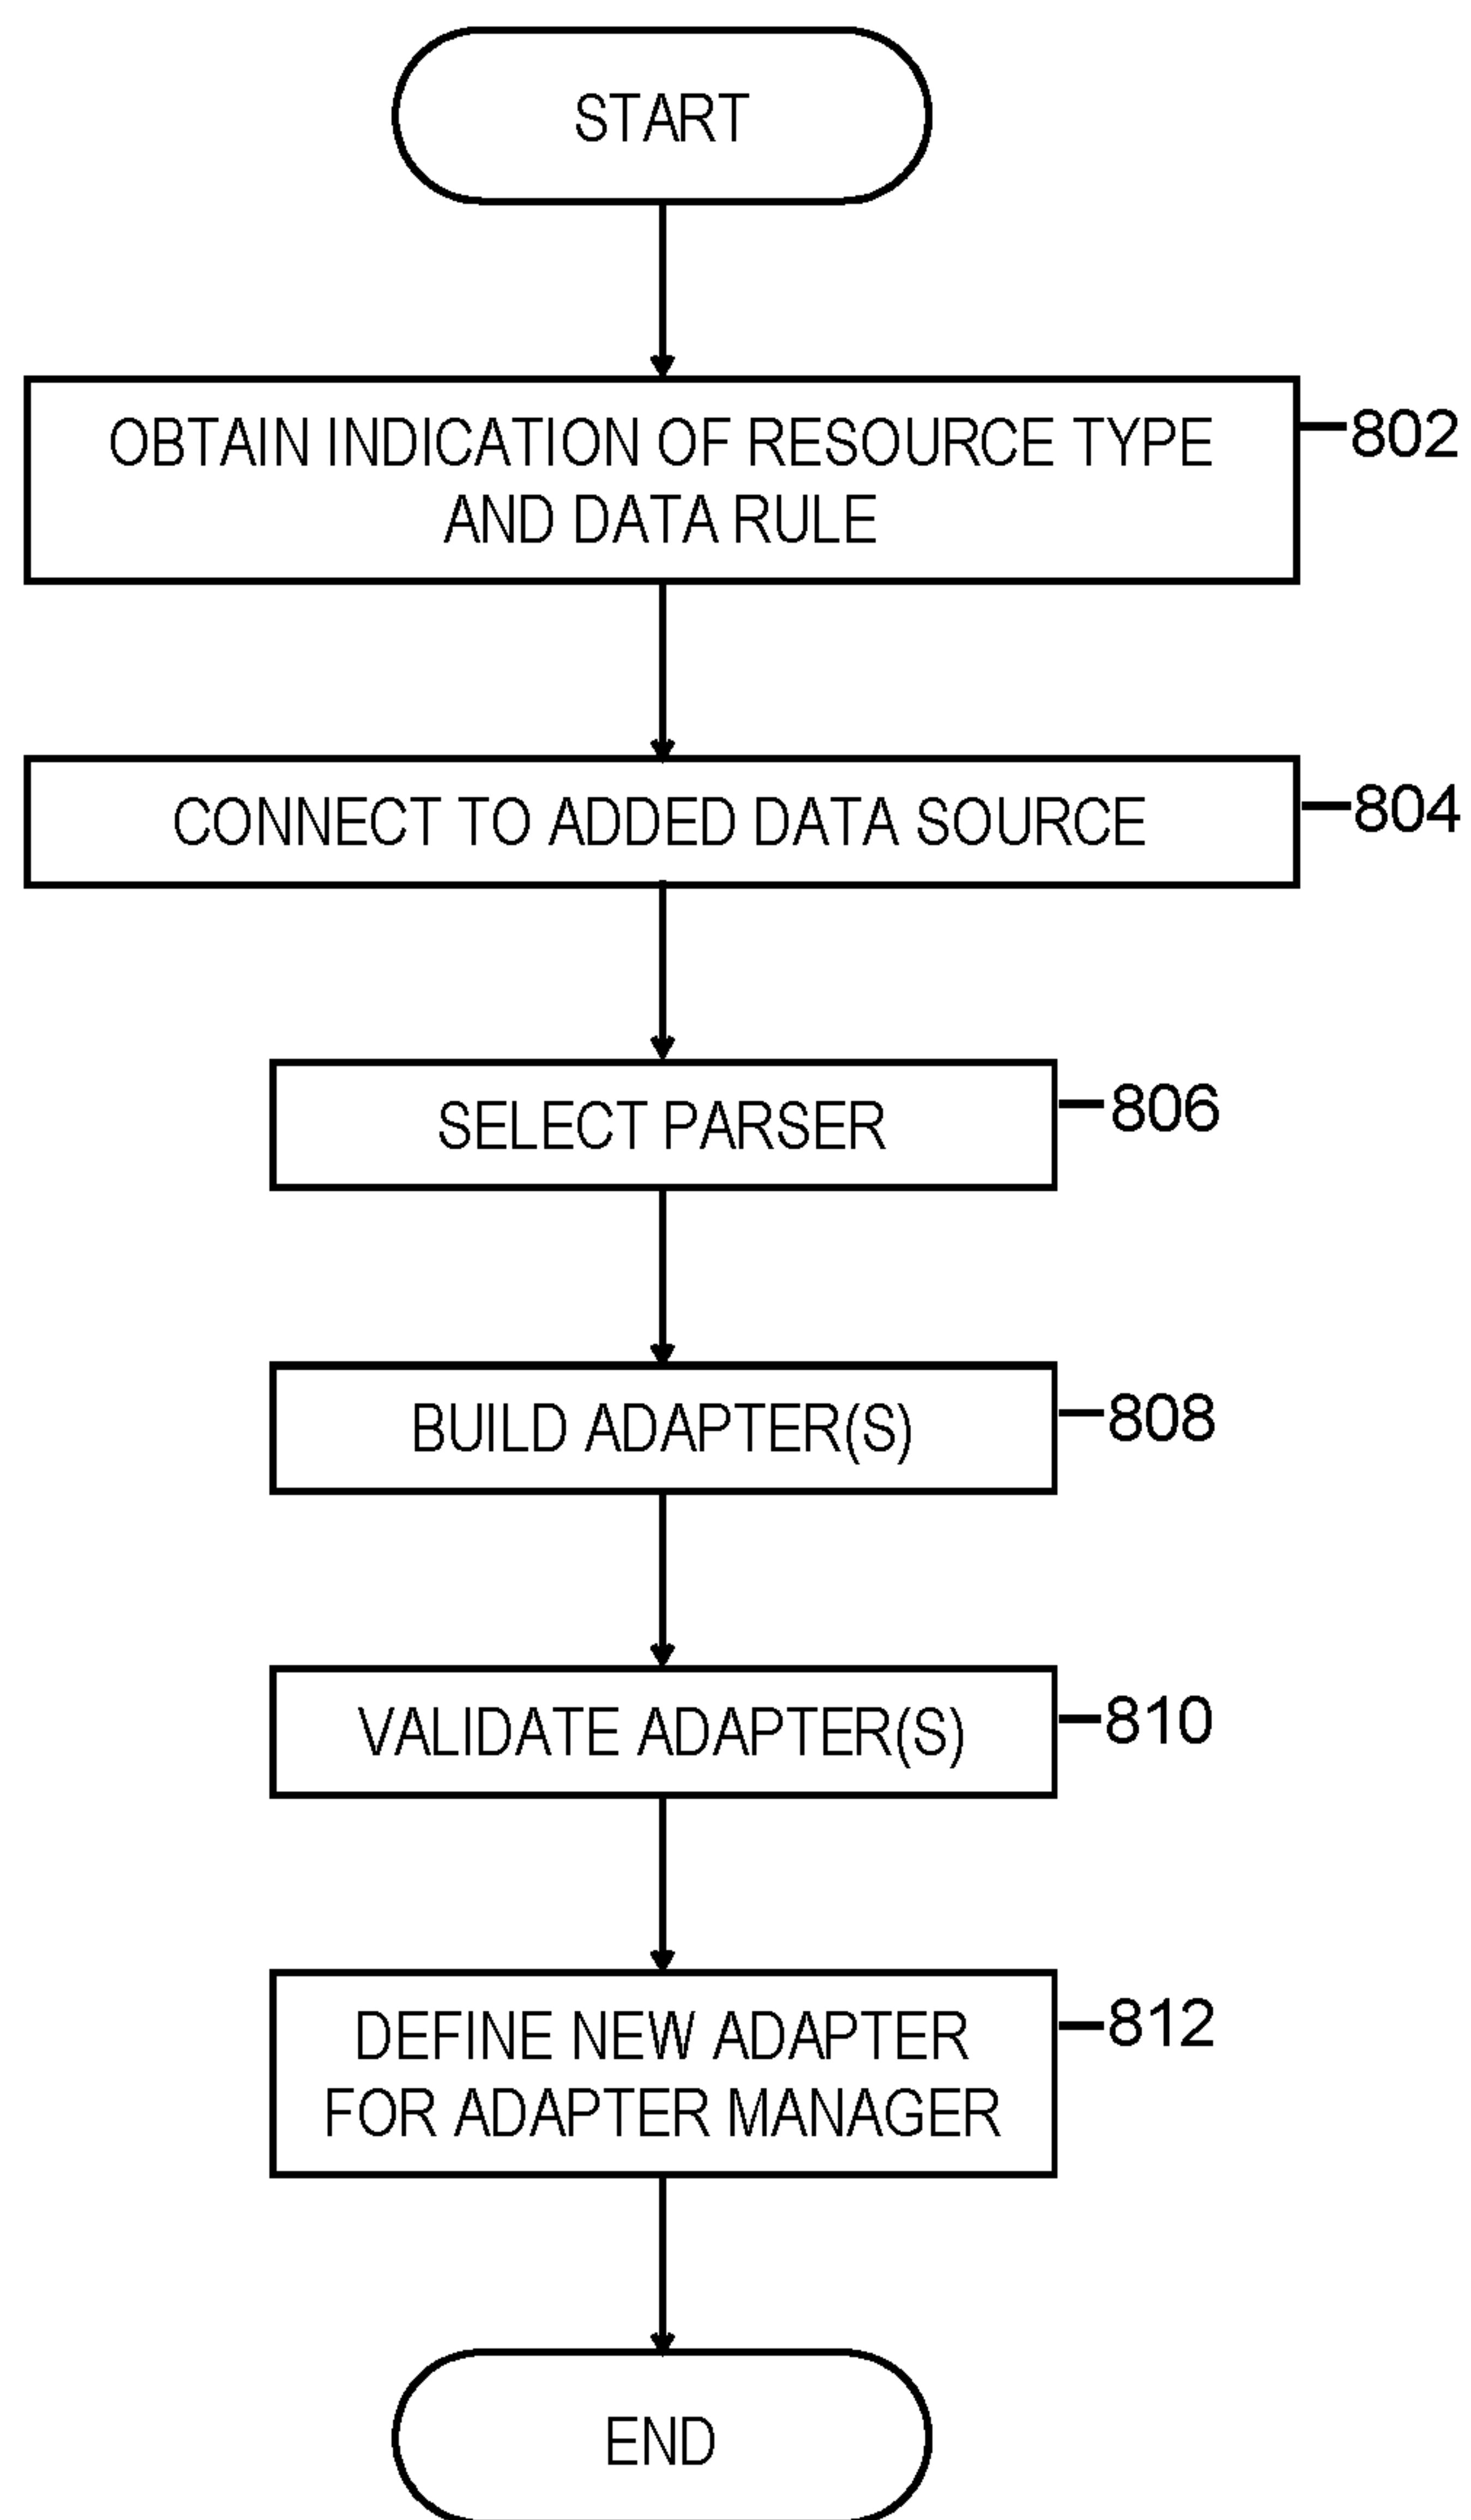 START
OBTAIN INDICATION OF RESOURCE TYPE
AND DATA RULE
802
CONNECT TO ADDED DATA SOURCE
804
SELECT PARSER
806
BUILD ADAPTER(S)
808
VALIDATE ADAPTER(S)
810
DEFINE NEW ADAPTER
FOR ADAPTER MANAGER
812
END